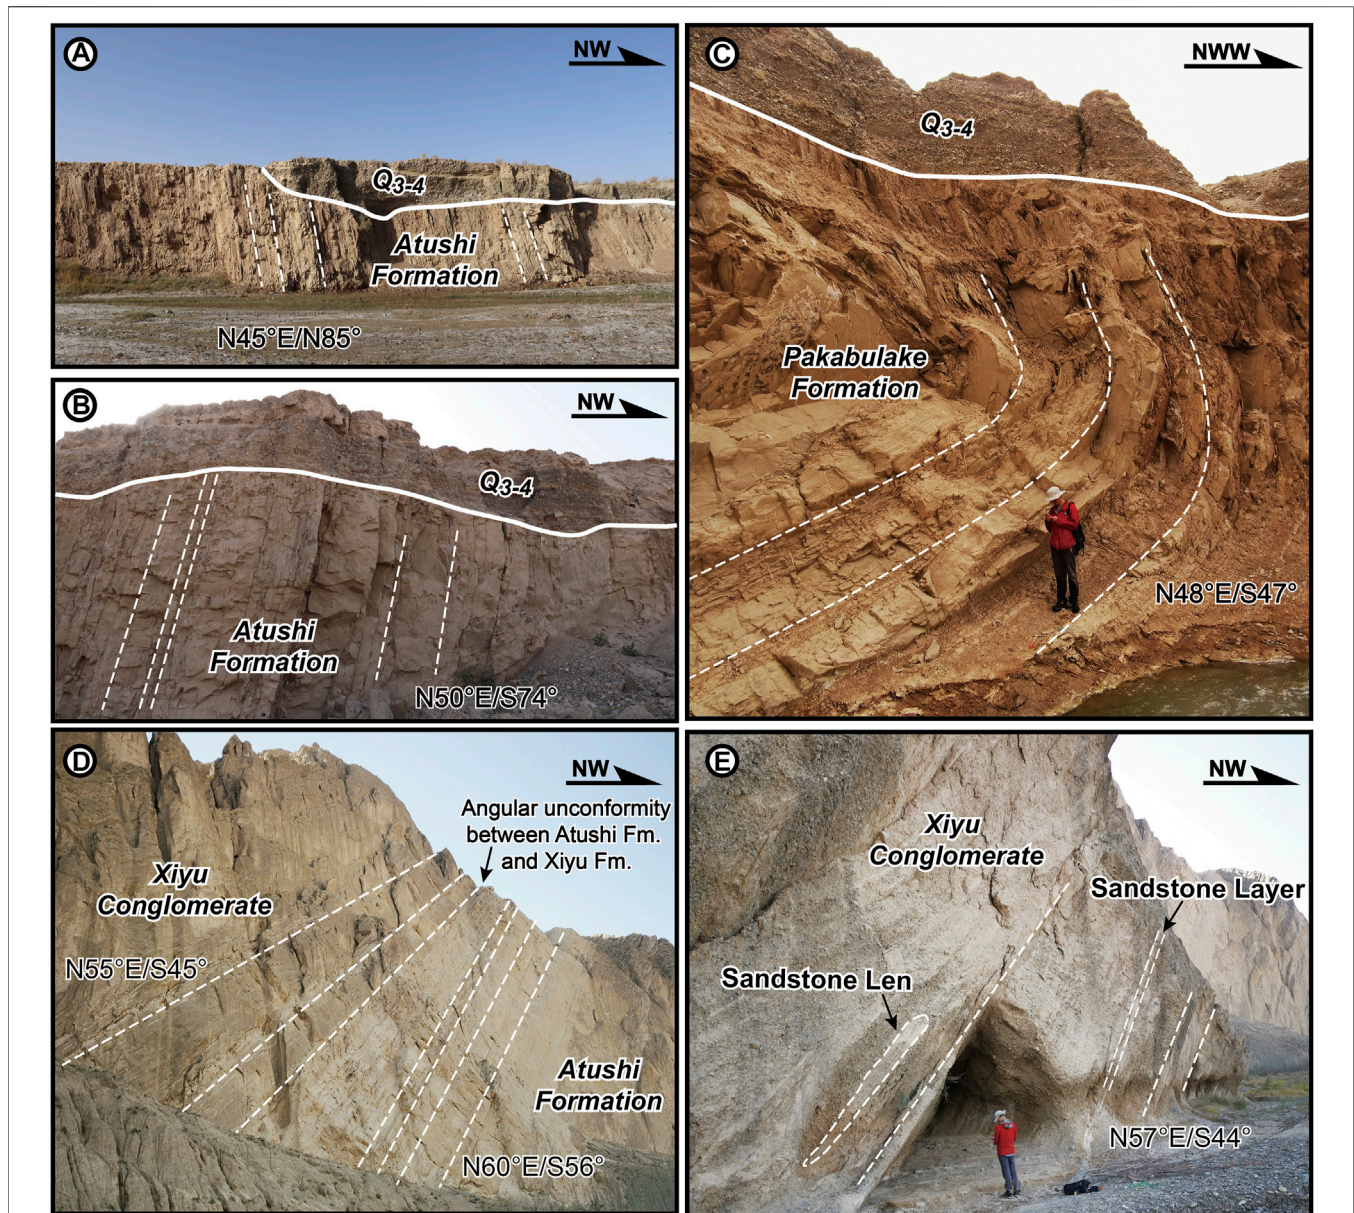 A
NW
Q3-4
Atushi
Formation
N45°E/N85°
B
NW
Q3-4
Atushi
Formation
N50°E/S74°
C
NWW
Q3-4
Pakabulake
Formation
N48°E/S47°
D
NW
Angular unconformity
between Atushi Fm.
and Xiyu Fm.
Xiyu
Conglomerate
N55°E/S45°
Atushi
Formation
N60°E/S56°
E
NW
Xiyu
Conglomerate
Sandstone Layer
Sandstone Len
N57°E/S44°